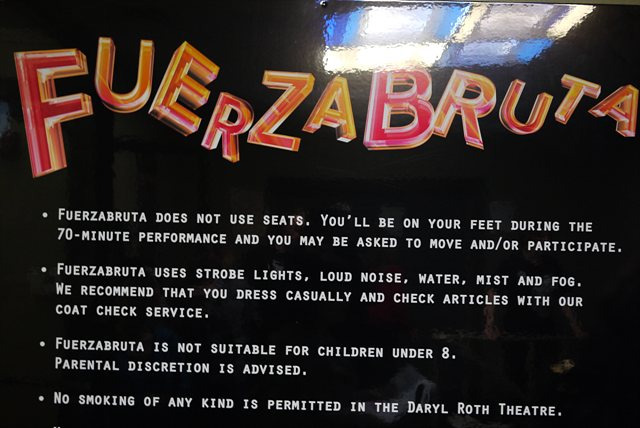 FUERZABRUTA
• FUERZABRUTA DOES NOT USE SEATS. YOU'LL BE ON YOUR FEET DURING THE
70-MINUTE PERFORMANCE AND YOU MAY BE ASKED TO MOVE AND/OR PARTICIPATE.
• FUERZABRUTA USES STROBE LIGHTS, LOUD NOISE, WATER, MIST AND FOG.
WE RECOMMEND THAT YOU DRESS CASUALLY AND CHECK ARTICLES WITH OUR
COAT CHECK SERVICE.
• FUERZABRUTA IS NOT SUITABLE FOR CHILDREN UNDER 8.
PARENTAL DISCRETION IS ADVISED.
• NO SMOKING OF ANY KIND IS PERMITTED IN THE DARYL ROTH THEATRE.